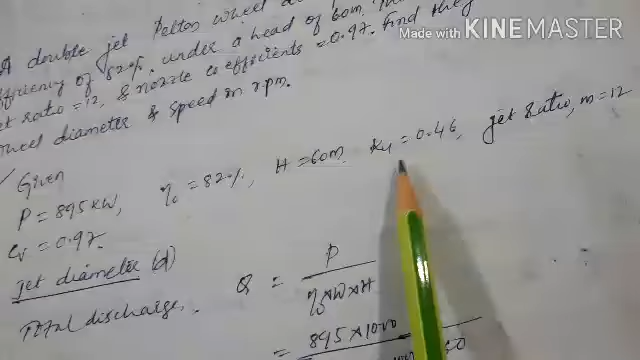 A double jet Pelton wheel
efficiency of 82%. under a head of 60m.
jet ratio = 12, & nozzle co efficients = 0.97. Find the
wheel diameter & speed in r.p.m.
Given
P = 895 kW, η₀ = 82%, H = 60m, Ku = 0.46, jet ratio, m = 12
Cv = 0.97.
jet diameter (d)
Total discharge, Q = P
η₀ × W × H
= 895 × 1000
Made with KINEMASTER